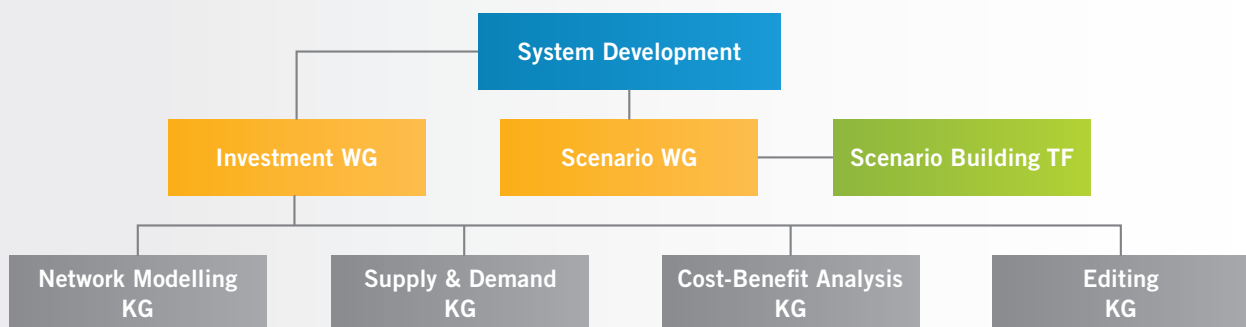 System Development
Investment WG
Scenario WG
Scenario Building TF
Network Modelling
KG
Supply & Demand
KG
Cost-Benefit Analysis
KG
Editing
KG